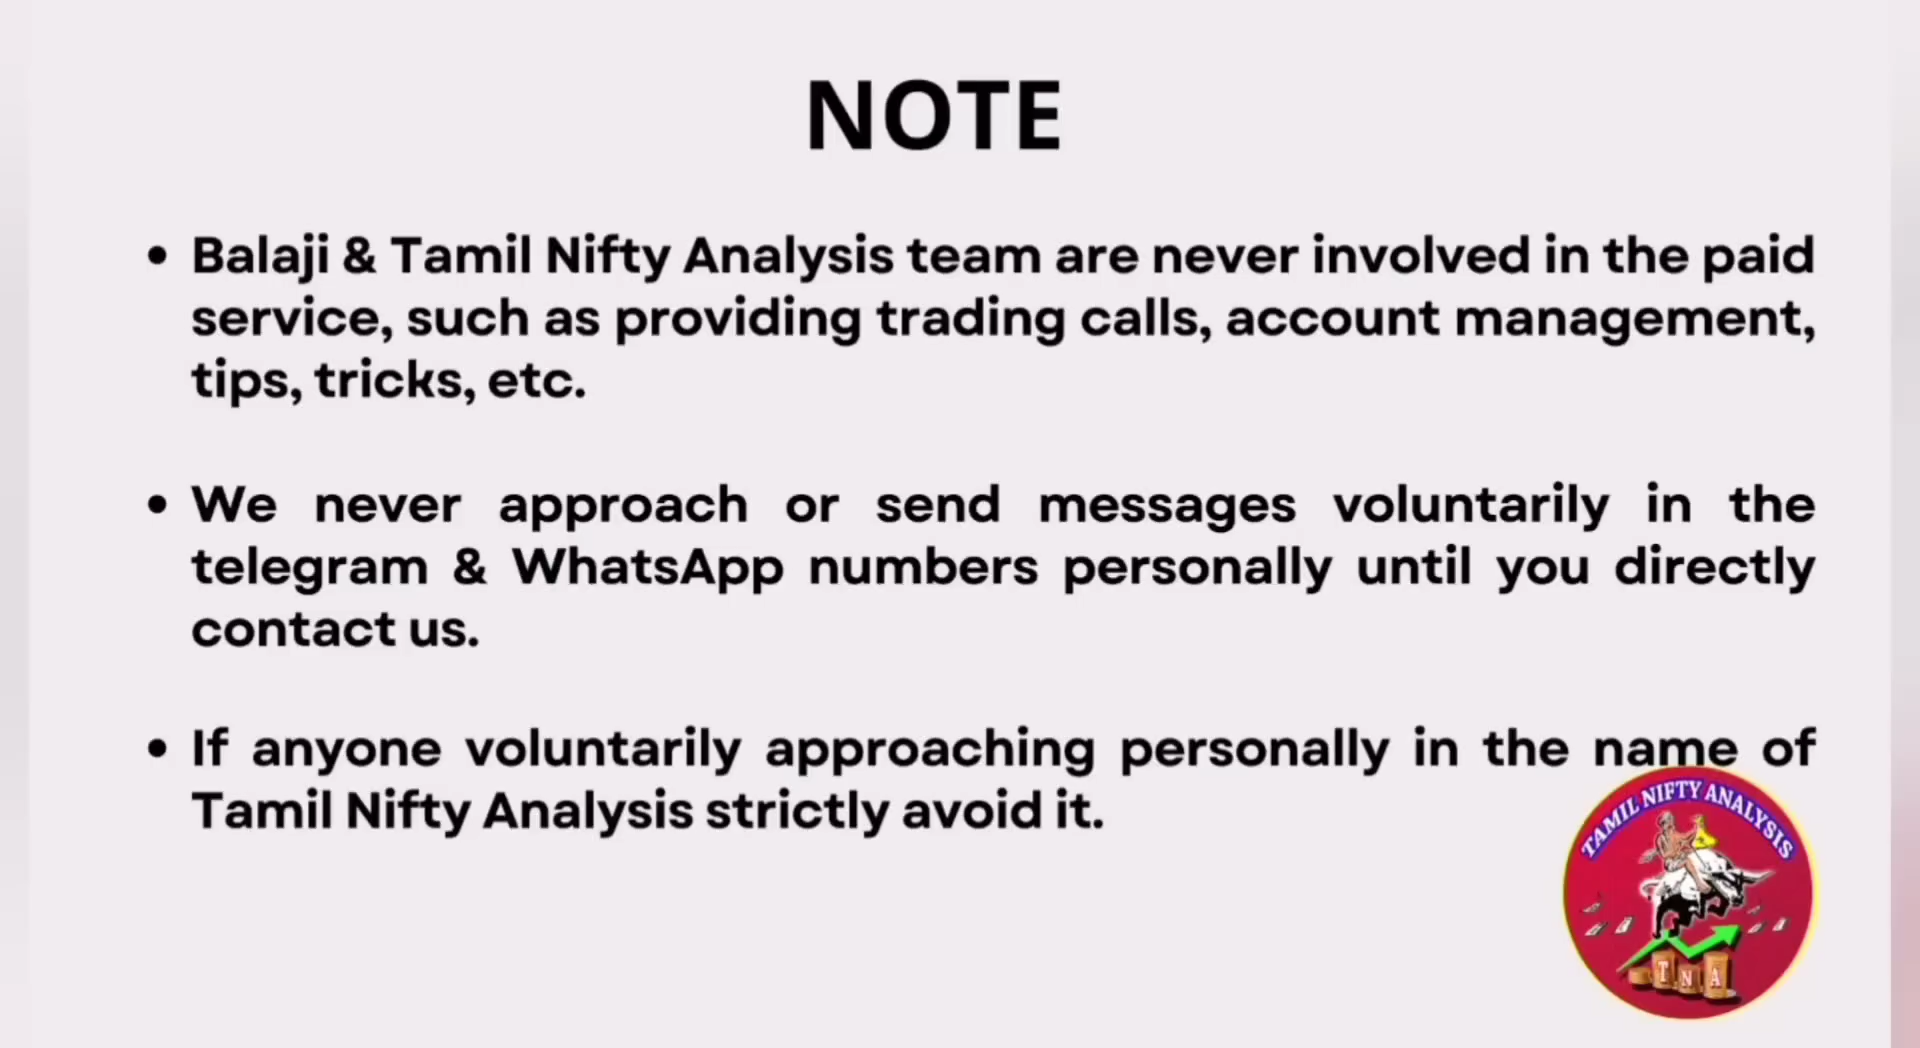 NOTE
• Balaji & Tamil Nifty Analysis team are never involved in the paid
service, such as providing trading calls, account management,
tips, tricks, etc.
• We never approach or send messages voluntarily in the
telegram & WhatsApp numbers personally until you directly
contact us.
• If anyone voluntarily approaching personally in the name of
Tamil Nifty Analysis strictly avoid it.
TAMIL NIFTY ANALYSIS
T N A